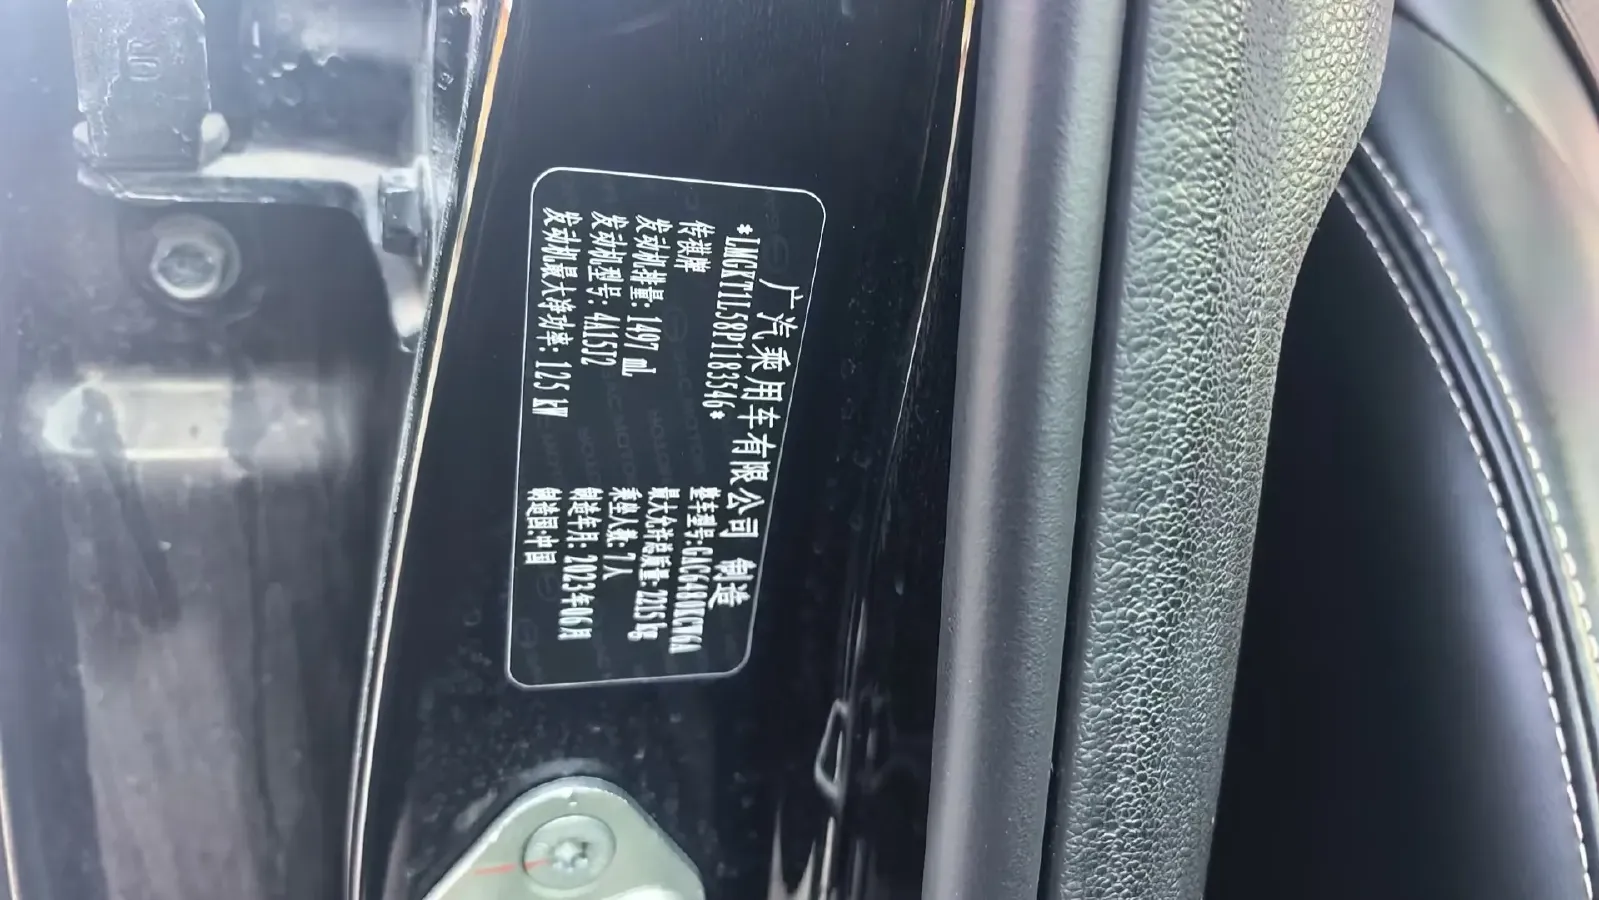 广汽乘用车有限公司 制造
*LMGKT1L58P1183546*
传祺牌 整车型号:GAC6480KCW6A
发动机排量: 1497 mL 最大允许总质量: 2215 kg
发动机型号: 4A15J2 乘坐人数: 7人
发动机最大净功率: 125 kW 制造年月: 2023年06月
制造国:中国